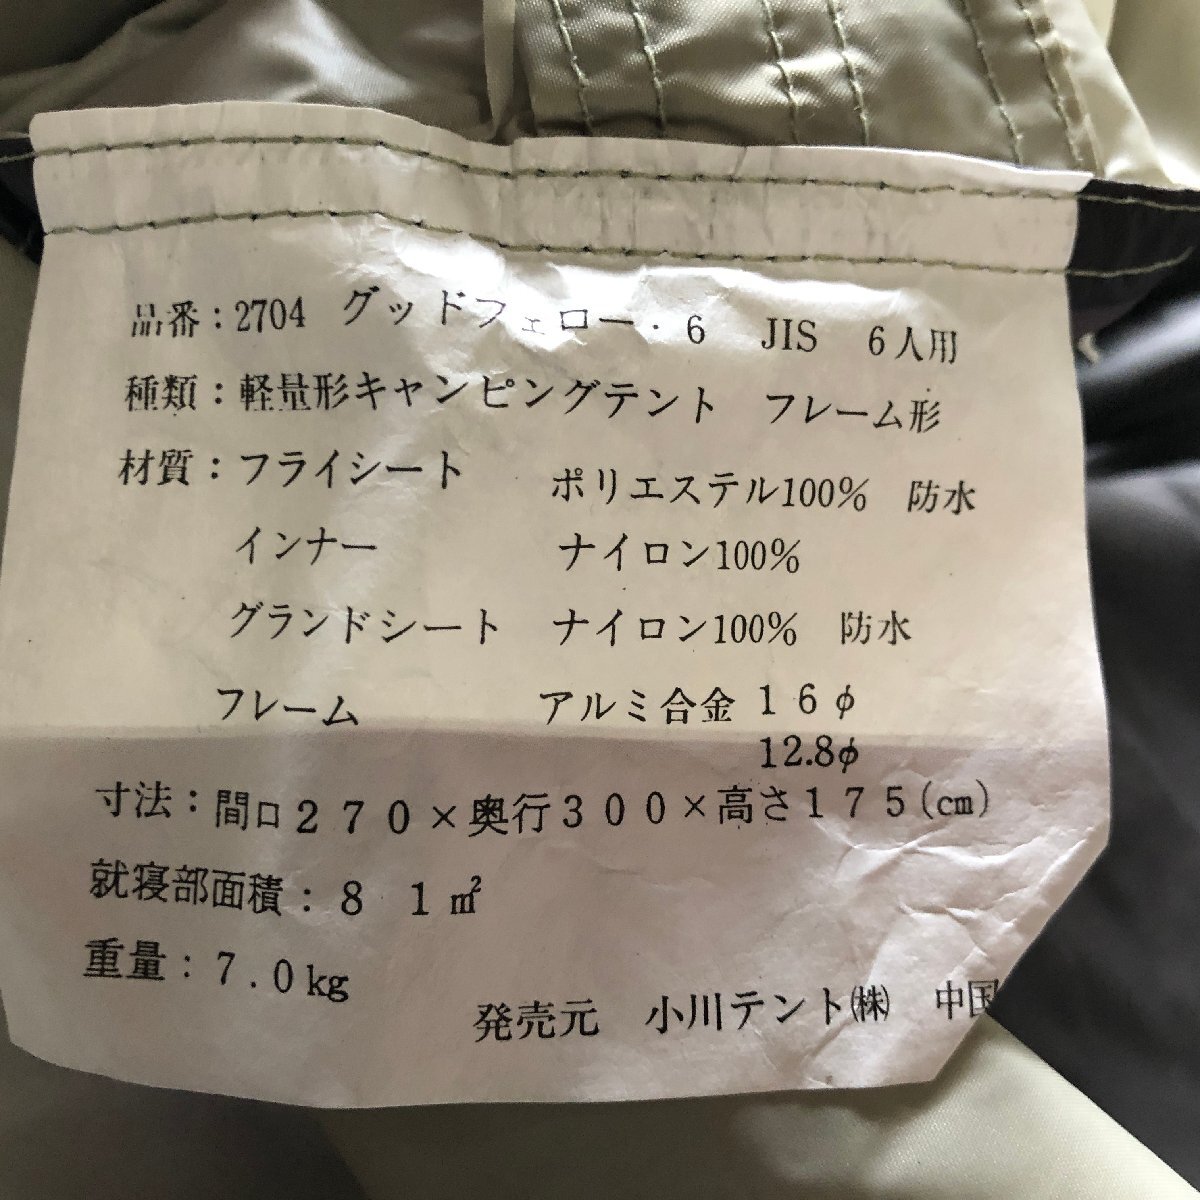 品番：2704 グッドフェロー．6 JIS 6人用
種類：軽量形キャンピングテント フレーム形
材質：フライシート ポリエステル100% 防水
インナー ナイロン100%
グランドシート ナイロン100% 防水
フレーム アルミ合金 16φ
12.8φ
寸法：間口270×奥行300×高さ175(cm)
就寝部面積：8 1㎡
重量：7.0kg
発売元 小川テント㈱ 中国